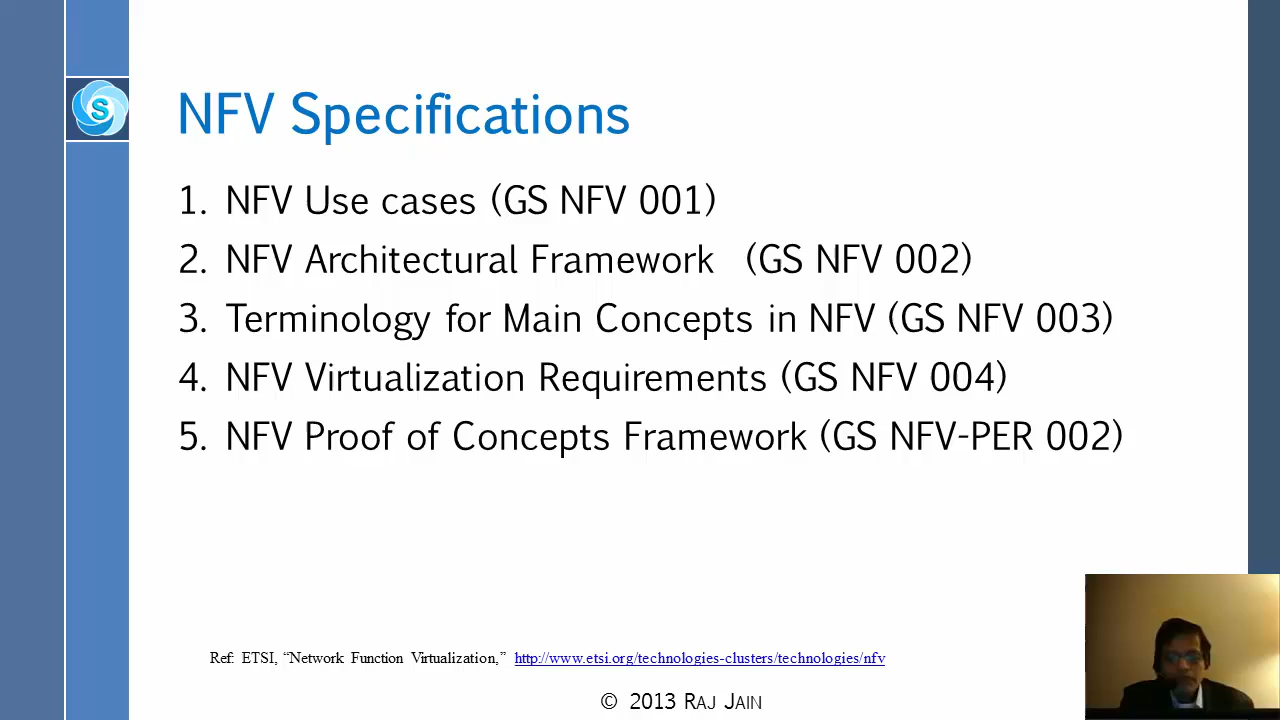 S
NFV Specifications
1. NFV Use cases (GS NFV 001)
2. NFV Architectural Framework (GS NFV 002)
3. Terminology for Main Concepts in NFV (GS NFV 003)
4. NFV Virtualization Requirements (GS NFV 004)
5. NFV Proof of Concepts Framework (GS NFV-PER 002)
Ref: ETSI, “Network Function Virtualization,” http://www.etsi.org/technologies-clusters/technologies/nfv
© 2013 RAJ JAIN